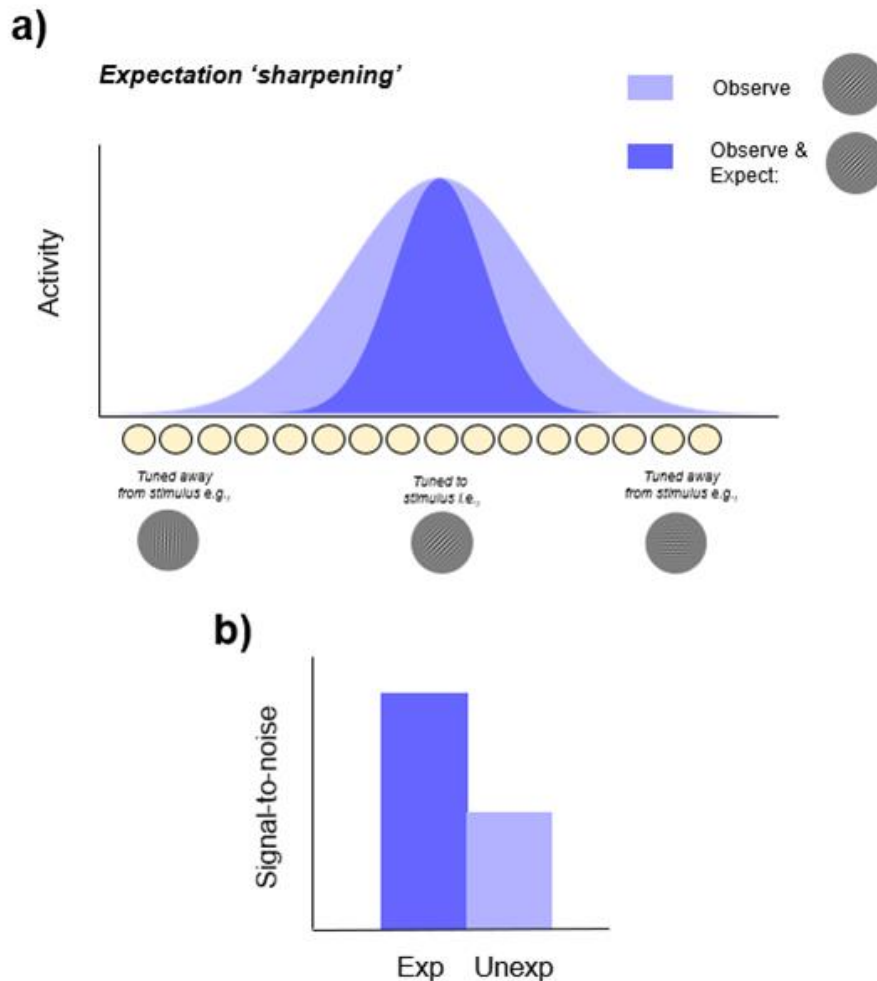 a)
Expectation ‘sharpening’
Observe
Observe &
Expect:
Activity
Tuned away
from stimulus e.g.,
Tuned to
stimulus i.e.,
Tuned away
from stimulus e.g.,
b)
Signal-to-noise
Exp
Unexp